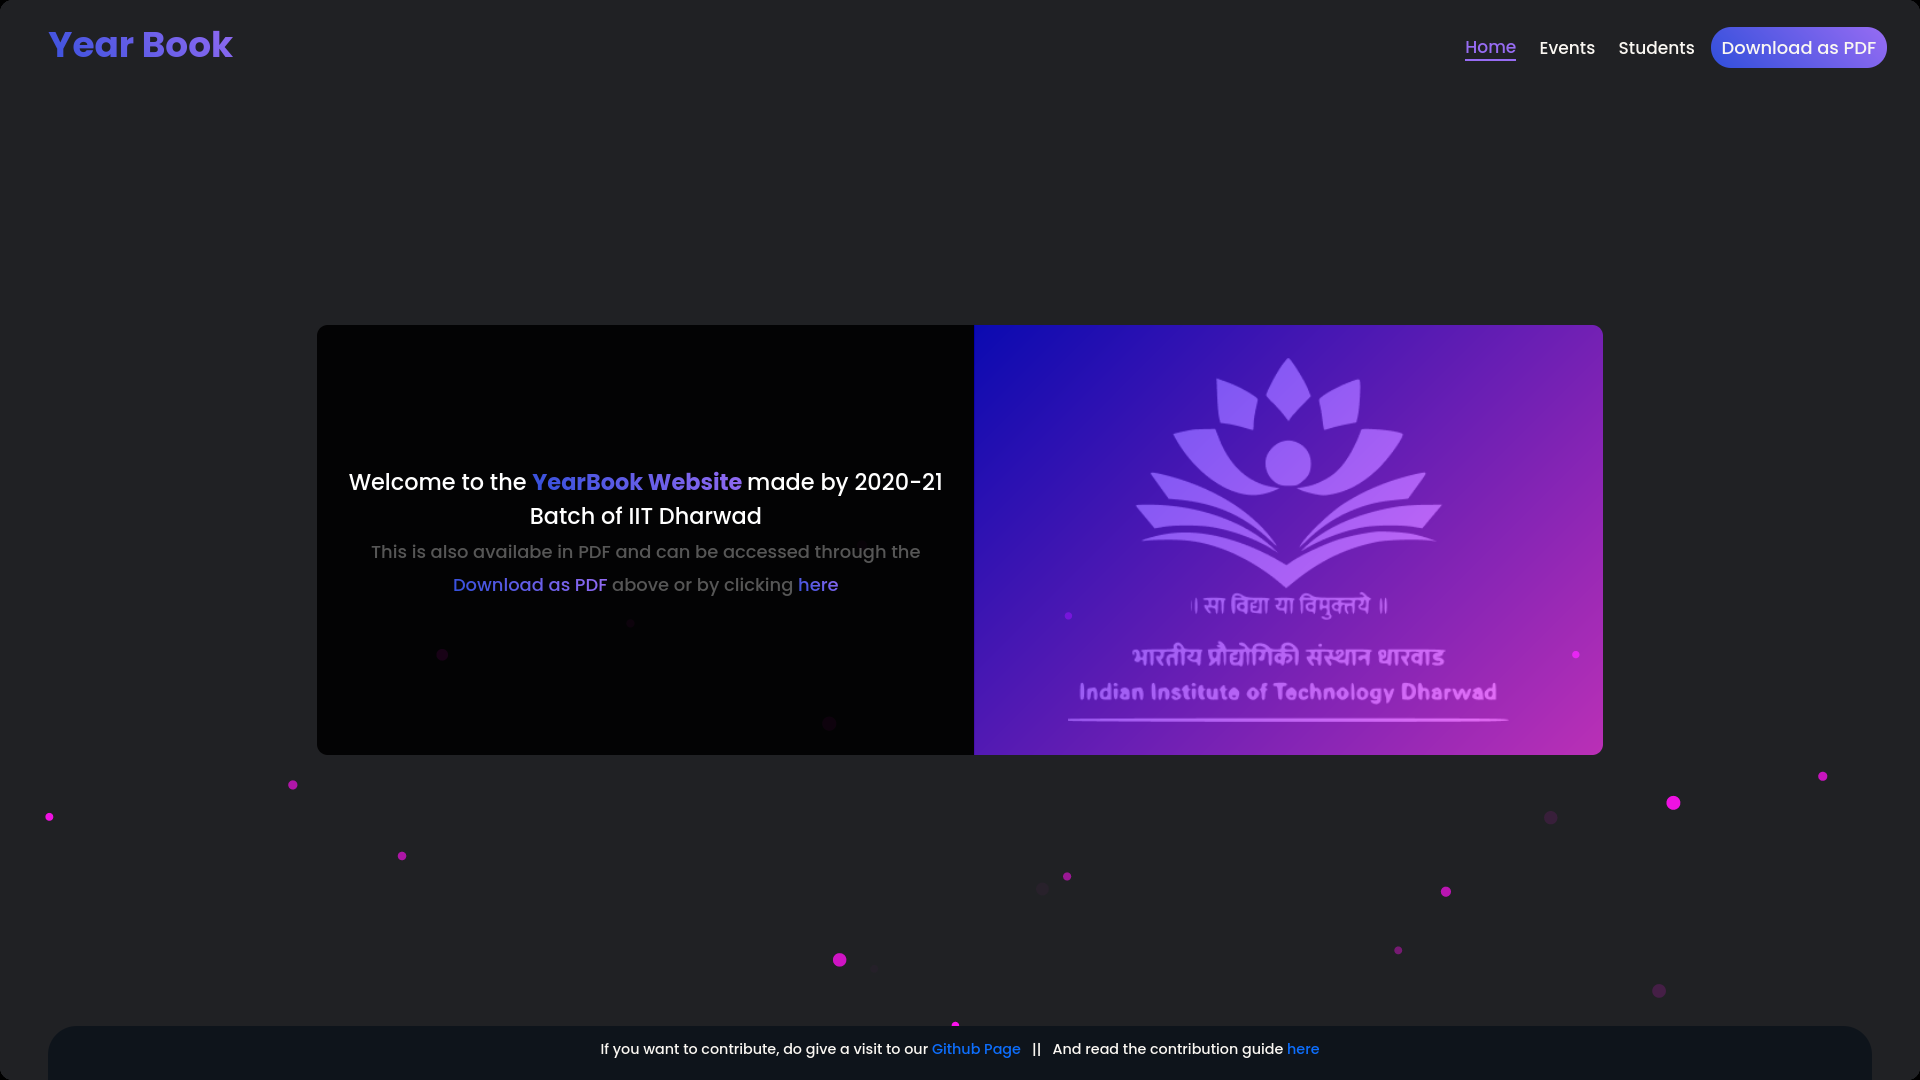 Year Book
Home
Events
Students
Download as PDF
Welcome to the YearBook Website made by 2020-21
Batch of IIT Dharwad
This is also availabe in PDF and can be accessed through the
Download as PDF above or by clicking here
॥ सा विद्या या विमुक्तये ॥
भारतीय प्रौद्योगिकी संस्थान धारवाड
Indian Institute of Technology Dharwad
If you want to contribute, do give a visit to our Github Page || And read the contribution guide here